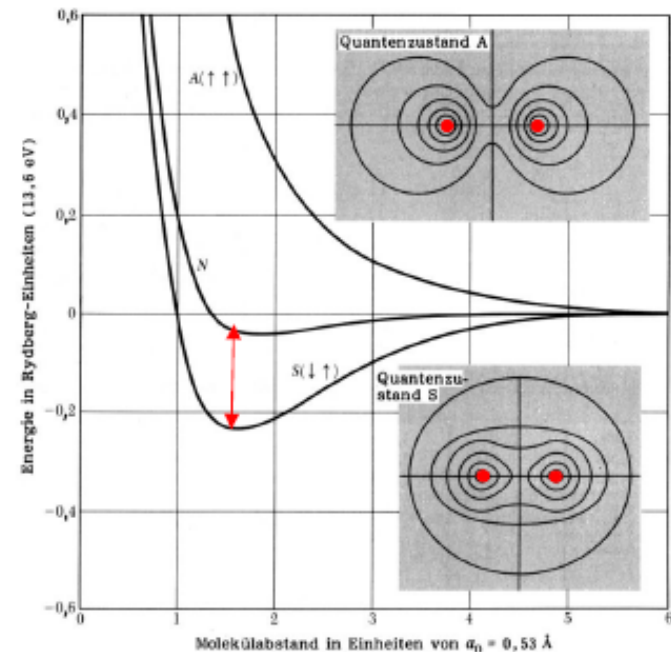 0,6
Quantenzustand A
A(↑↑)
0,4
0,2
N
0
S(↓↑)
Quantenzu-
stand S
−0,2
−0,4
−0,6
0 1 2 3 4 5 6
Energie in Rydberg-Einheiten (13,6 eV)
Molekülabstand in Einheiten von a₀ = 0,53 Å